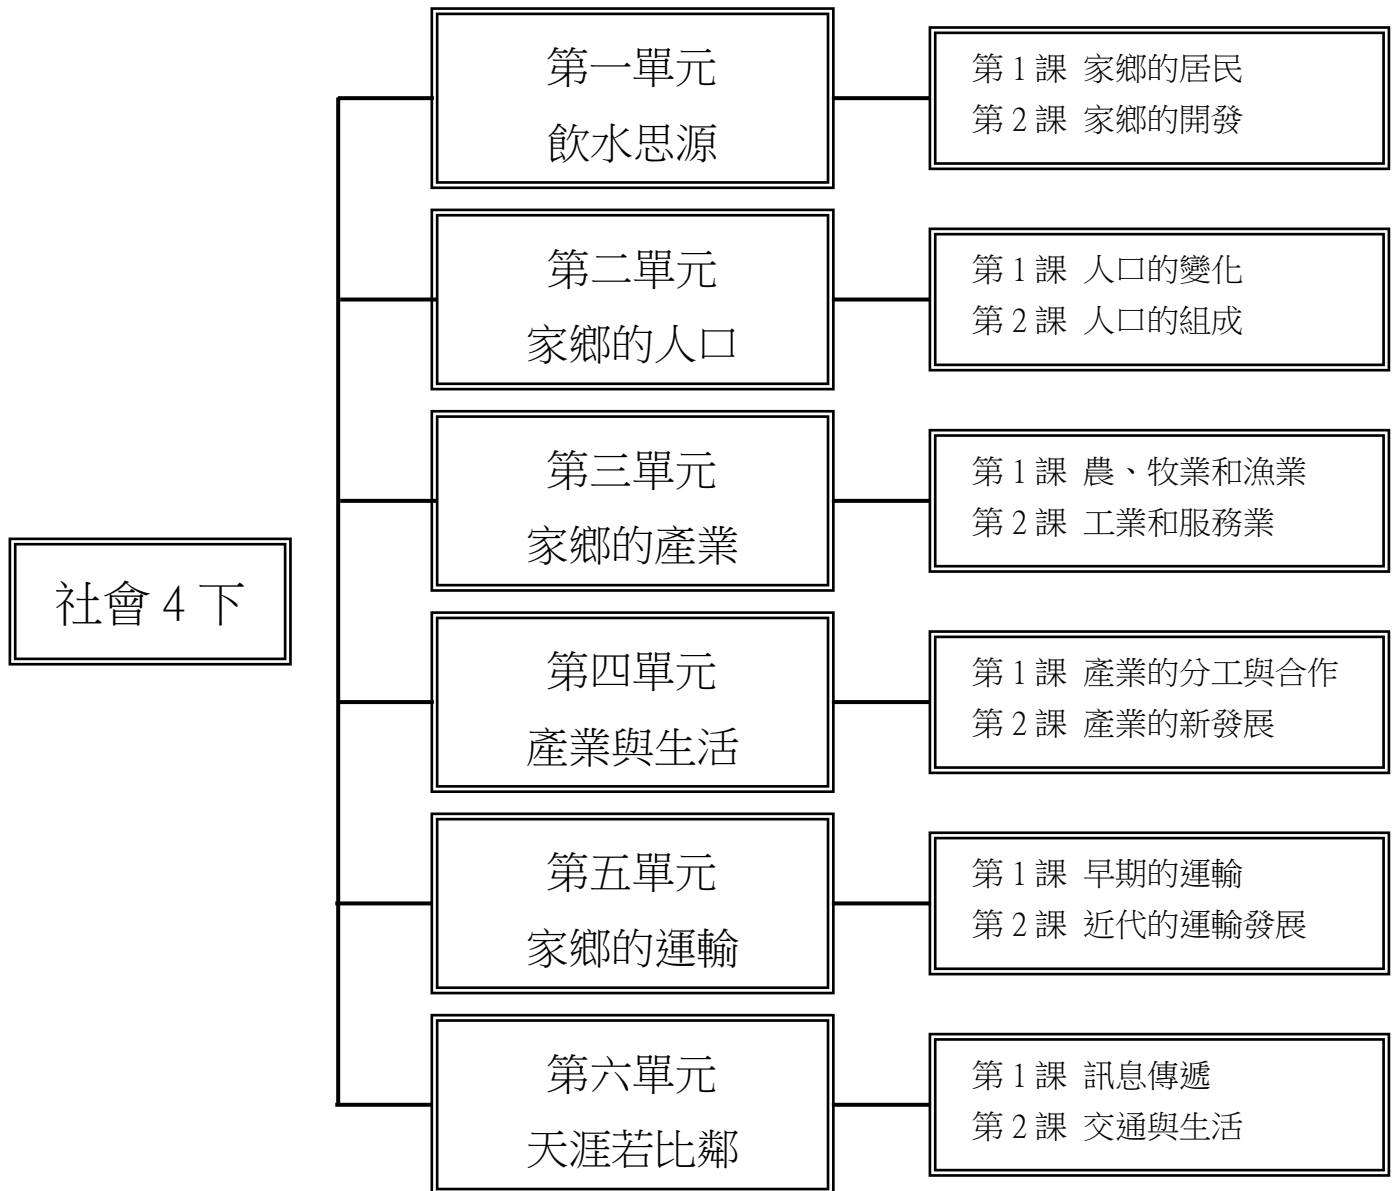 社會 4 下
第一單元
飲水思源
第 1 課 家鄉的居民
第 2 課 家鄉的開發
第二單元
家鄉的人口
第 1 課 人口的變化
第 2 課 人口的組成
第三單元
家鄉的產業
第 1 課 農、牧業和漁業
第 2 課 工業和服務業
第四單元
產業與生活
第 1 課 產業的分工與合作
第 2 課 產業的新發展
第五單元
家鄉的運輸
第 1 課 早期的運輸
第 2 課 近代的運輸發展
第六單元
天涯若比鄰
第 1 課 訊息傳遞
第 2 課 交通與生活